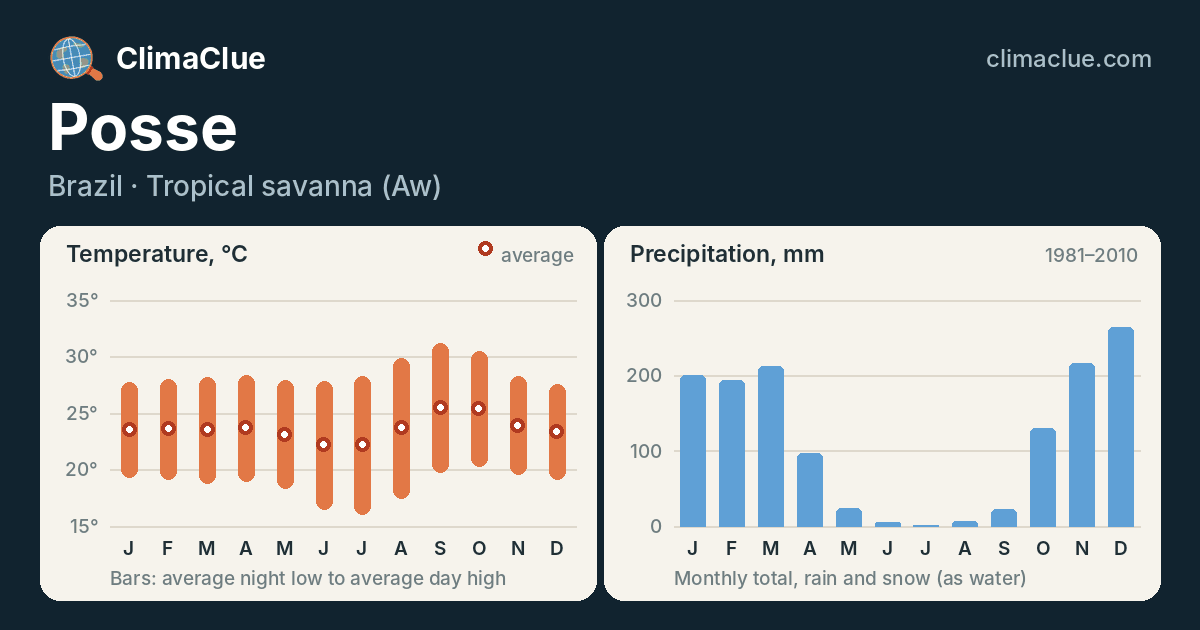 ClimaClue
climaclue.com
Posse
Brazil · Tropical savanna (Aw)
Temperature, °C
average
35°
30°
25°
20°
15°
J F M A M J J A S O N D
Bars: average night low to average day high
Precipitation, mm
1981–2010
300
200
100
0
J F M A M J J A S O N D
Monthly total, rain and snow (as water)